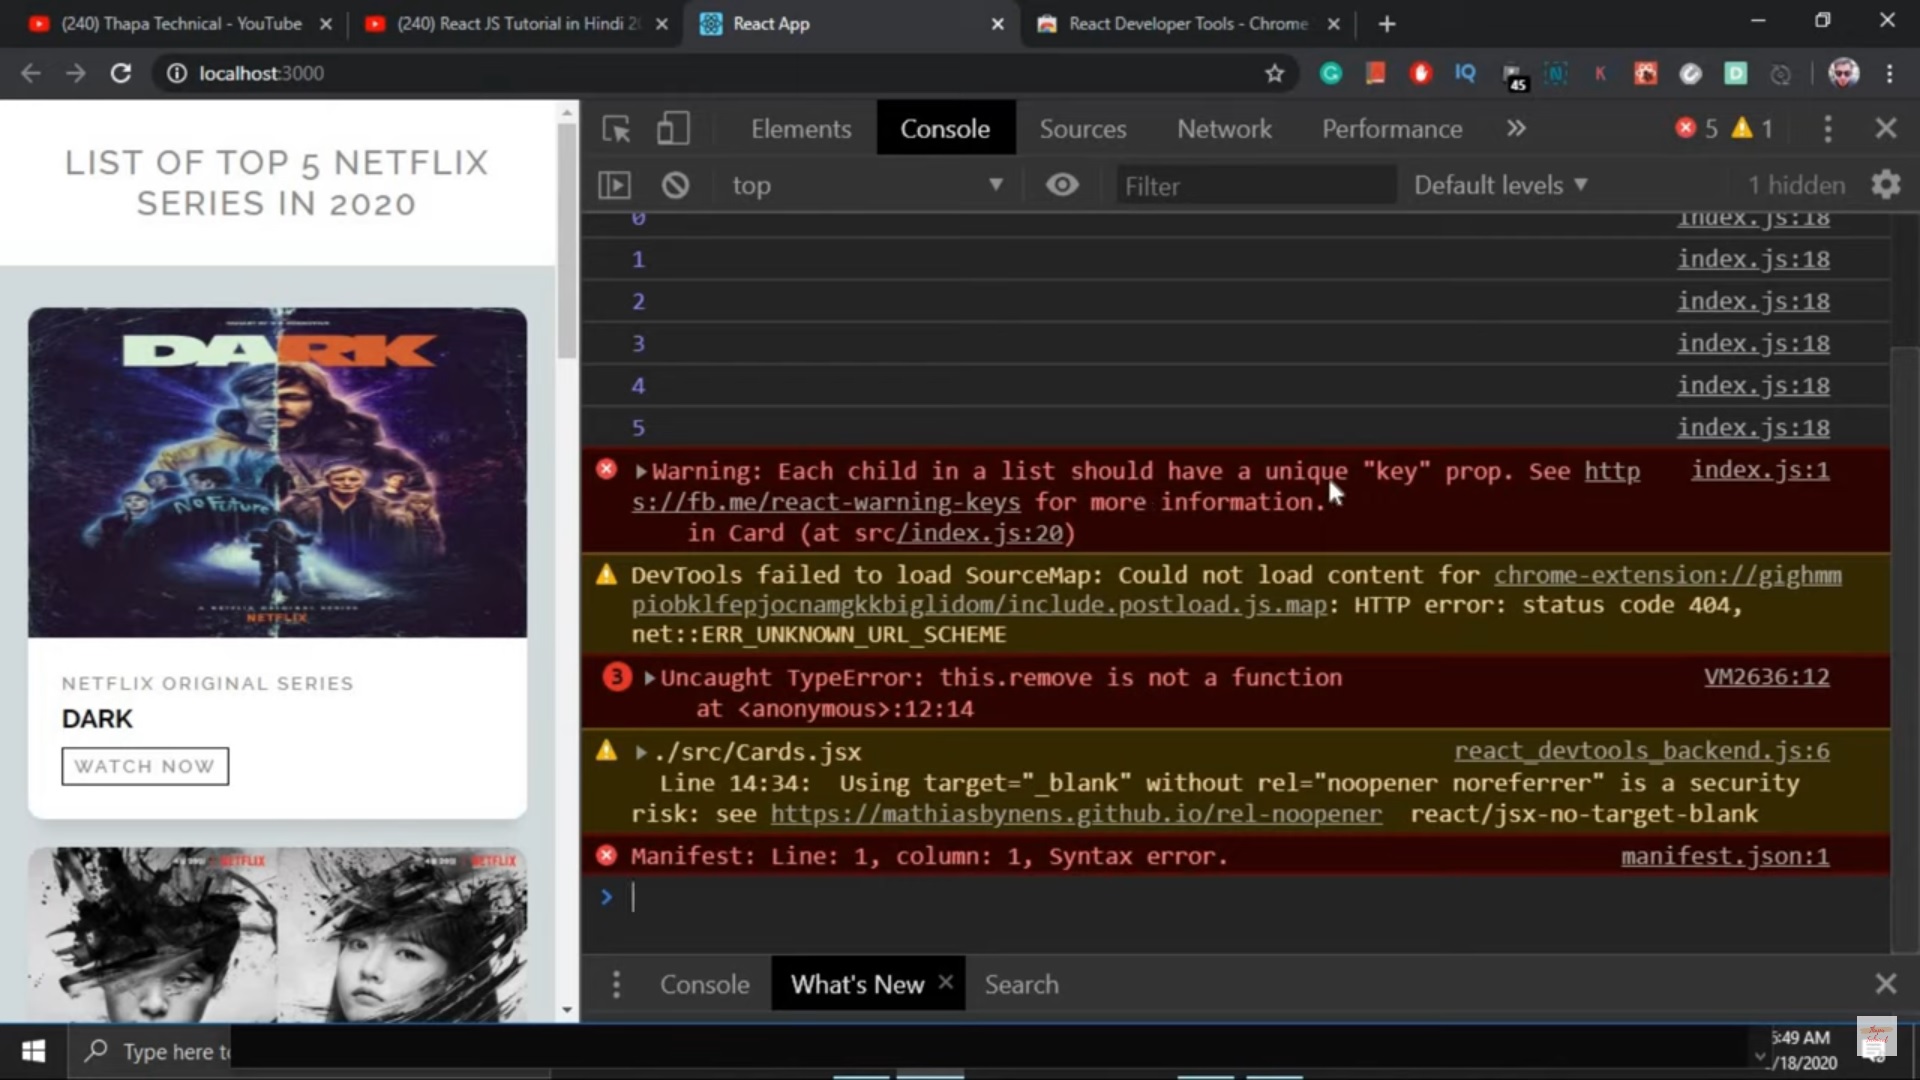 (240) Thapa Technical - YouTube
(240) React JS Tutorial in Hindi
React App
React Developer Tools - Chrome
localhost:3000
IQ
45
K
D
LIST OF TOP 5 NETFLIX
SERIES IN 2020
DARK
No Future
A NETFLIX ORIGINAL SERIES
NETFLIX
NETFLIX ORIGINAL SERIES
DARK
WATCH NOW
NETFLIX
NETFLIX
Elements
Console
Sources
Network
Performance
5
1
top
Filter
Default levels
1 hidden
0 index.js:18
1 index.js:18
2 index.js:18
3 index.js:18
4 index.js:18
5 index.js:18
Warning: Each child in a list should have a unique "key" prop. See http index.js:1
s://fb.me/react-warning-keys for more information.
in Card (at src/index.js:20)
DevTools failed to load SourceMap: Could not load content for chrome-extension://gighmm
piobklfepjocnamgkkbiglidom/include.postload.js.map: HTTP error: status code 404,
net::ERR_UNKNOWN_URL_SCHEME
3 Uncaught TypeError: this.remove is not a function VM2636:12
at <anonymous>:12:14
./src/Cards.jsx react_devtools_backend.js:6
Line 14:34: Using target="_blank" without rel="noopener noreferrer" is a security
risk: see https://mathiasbynens.github.io/rel-noopener react/jsx-no-target-blank
Manifest: Line: 1, column: 1, Syntax error. manifest.json:1
>
Console
What's New
Search
Type here
:49 AM
/18/2020